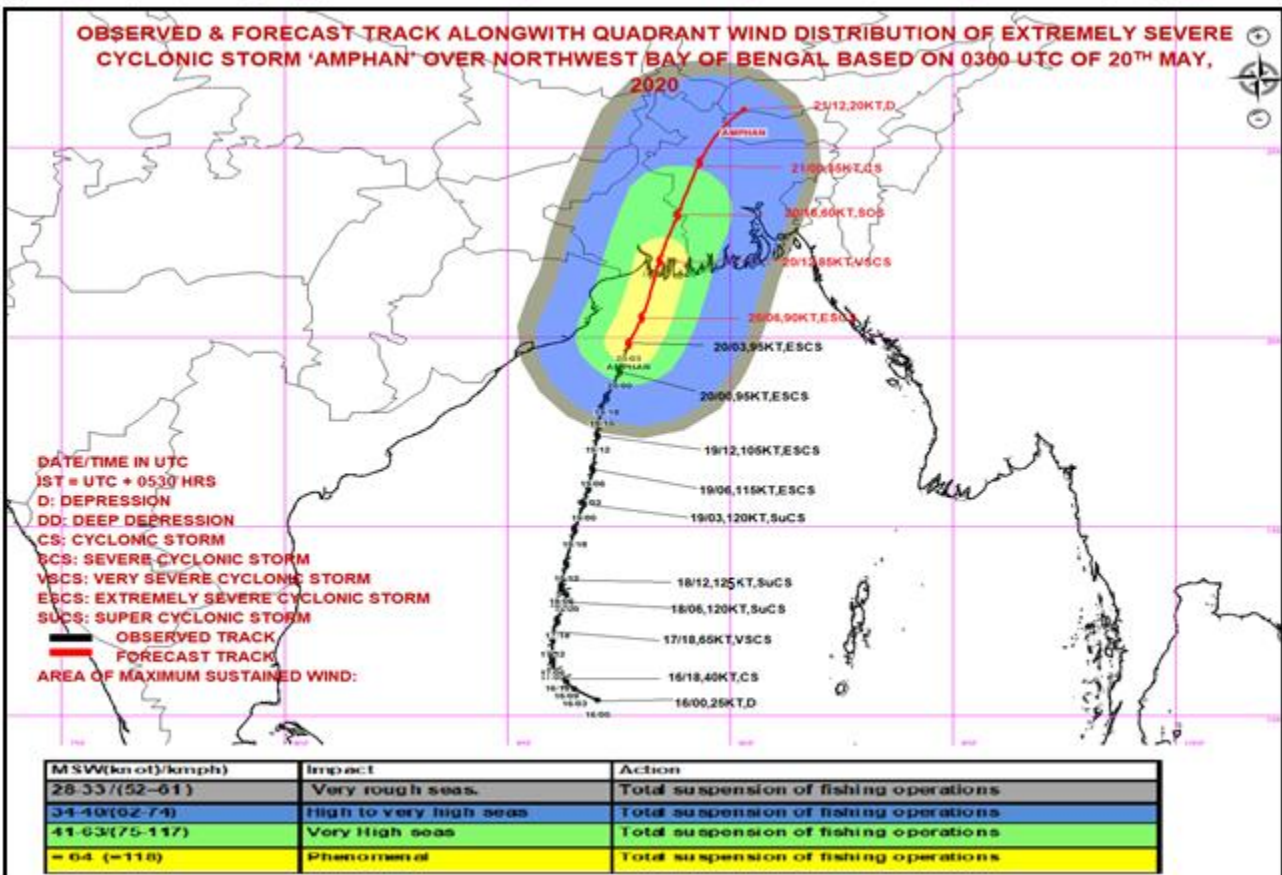 OBSERVED & FORECAST TRACK ALONGWITH QUADRANT WIND DISTRIBUTION OF EXTREMELY SEVERE
CYCLONIC STORM ‘AMPHAN’ OVER NORTHWEST BAY OF BENGAL BASED ON 0300 UTC OF 20TH MAY,
2020
21/12,20KT,D
AMPHAN
20/03,95KT,ESCS
AMPHAN
20/00,95KT,ESCS
19/12,105KT,ESCS
19/06,115KT,ESCS
19/03,120KT,SuCS
18/12,125KT,SuCS
18/06,120KT,SuCS
17/18,65KT,VSCS
16/18,40KT,CS
16/00,25KT,D
DATE/TIME IN UTC
IST = UTC + 0530 HRS
D: DEPRESSION
DD: DEEP DEPRESSION
CS: CYCLONIC STORM
SCS: SEVERE CYCLONIC STORM
VSCS: VERY SEVERE CYCLONIC STORM
ESCS: EXTREMELY SEVERE CYCLONIC STORM
SUCS: SUPER CYCLONIC STORM
OBSERVED TRACK
FORECAST TRACK
AREA OF MAXIMUM SUSTAINED WIND:
MSW(knot)/kmph) Impact Action
28-33/(52-61) Very rough seas. Total suspension of fishing operations
34-40/(62-74) High to very high seas Total suspension of fishing operations
41-63/(75-117) Very High seas Total suspension of fishing operations
= 64 (=118) Phenomenal Total suspension of fishing operations